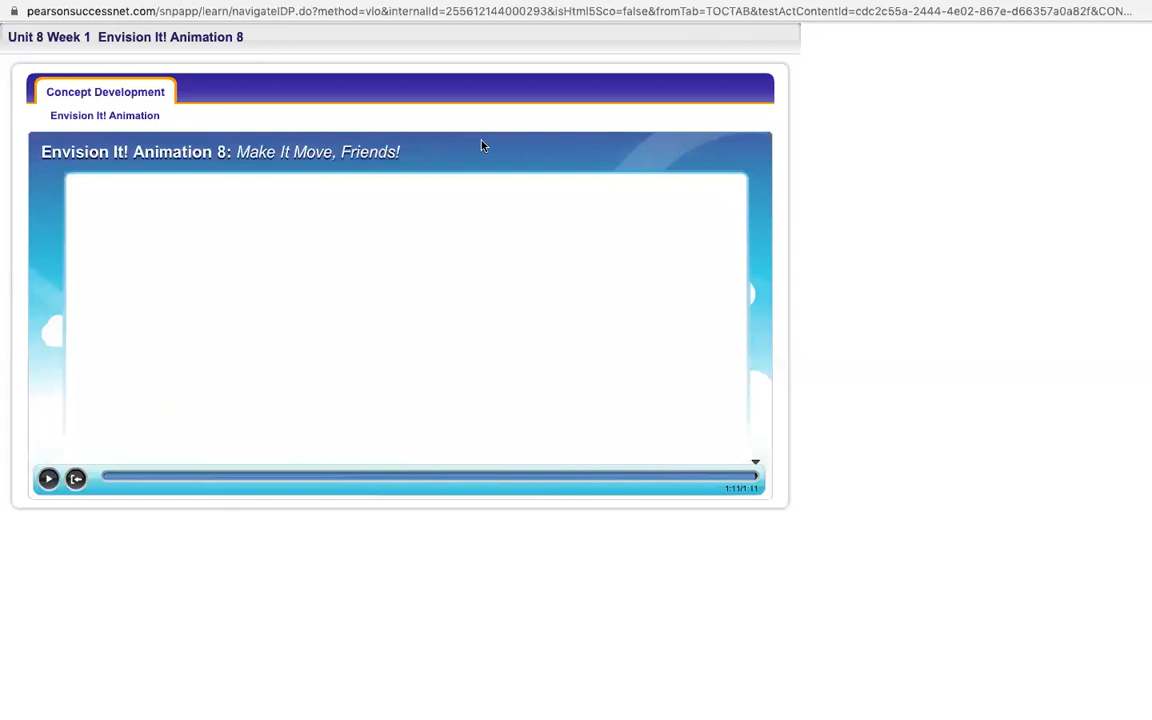 pearsonsuccessnet.com/snpapp/learn/navigateIDP.do?method=vlo&internalId=255612144000293&isHtml5Sco=false&fromTab=TOCTAB&testActContentId=cdc2c55a-2444-4e02-867e-d66357a0a82f&CON...
Unit 8 Week 1 Envision It! Animation 8
Concept Development
Envision It! Animation
Envision It! Animation 8: Make It Move, Friends!
1:11/1:11